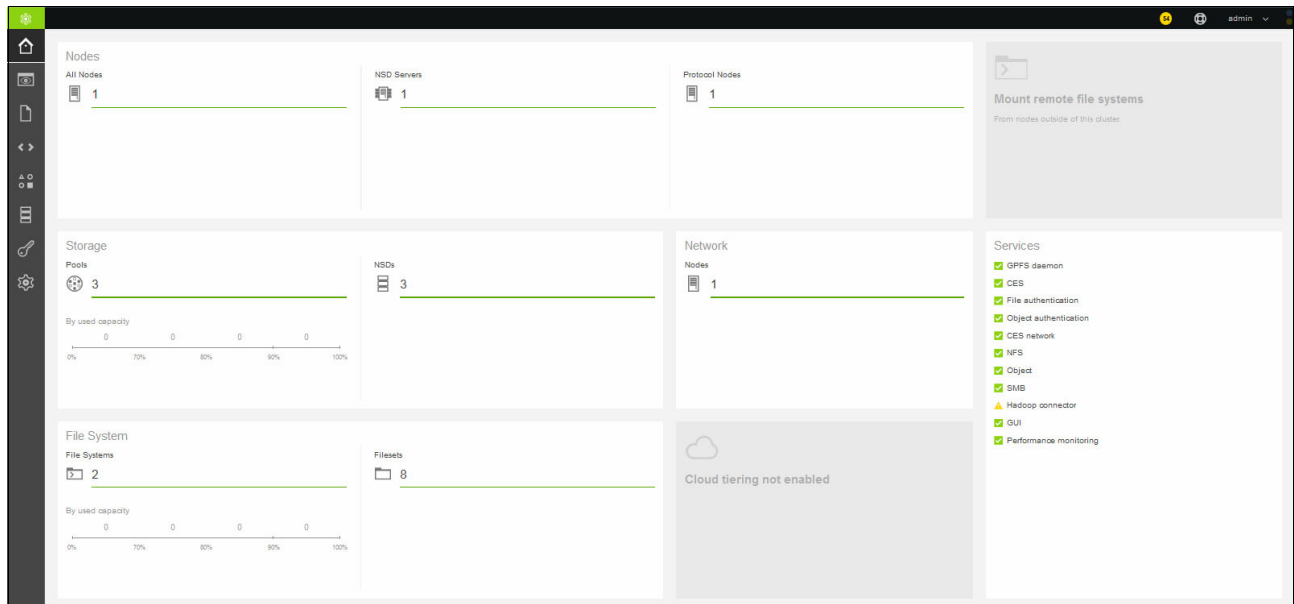 54
admin
Nodes
All Nodes
1
NSD Servers
1
Protocol Nodes
1
Mount remote file systems
From nodes outside of this cluster.
Storage
Pools
3
By used capacity
0 0 0 0
0% 70% 80% 90% 100%
NSDs
3
Network
Nodes
1
Services
GPFS daemon
CES
File authentication
Object authentication
CES network
NFS
Object
SMB
Hadoop connector
GUI
Performance monitoring
File System
File Systems
2
By used capacity
0 0 0 0
0% 70% 80% 90% 100%
Filesets
8
Cloud tiering not enabled